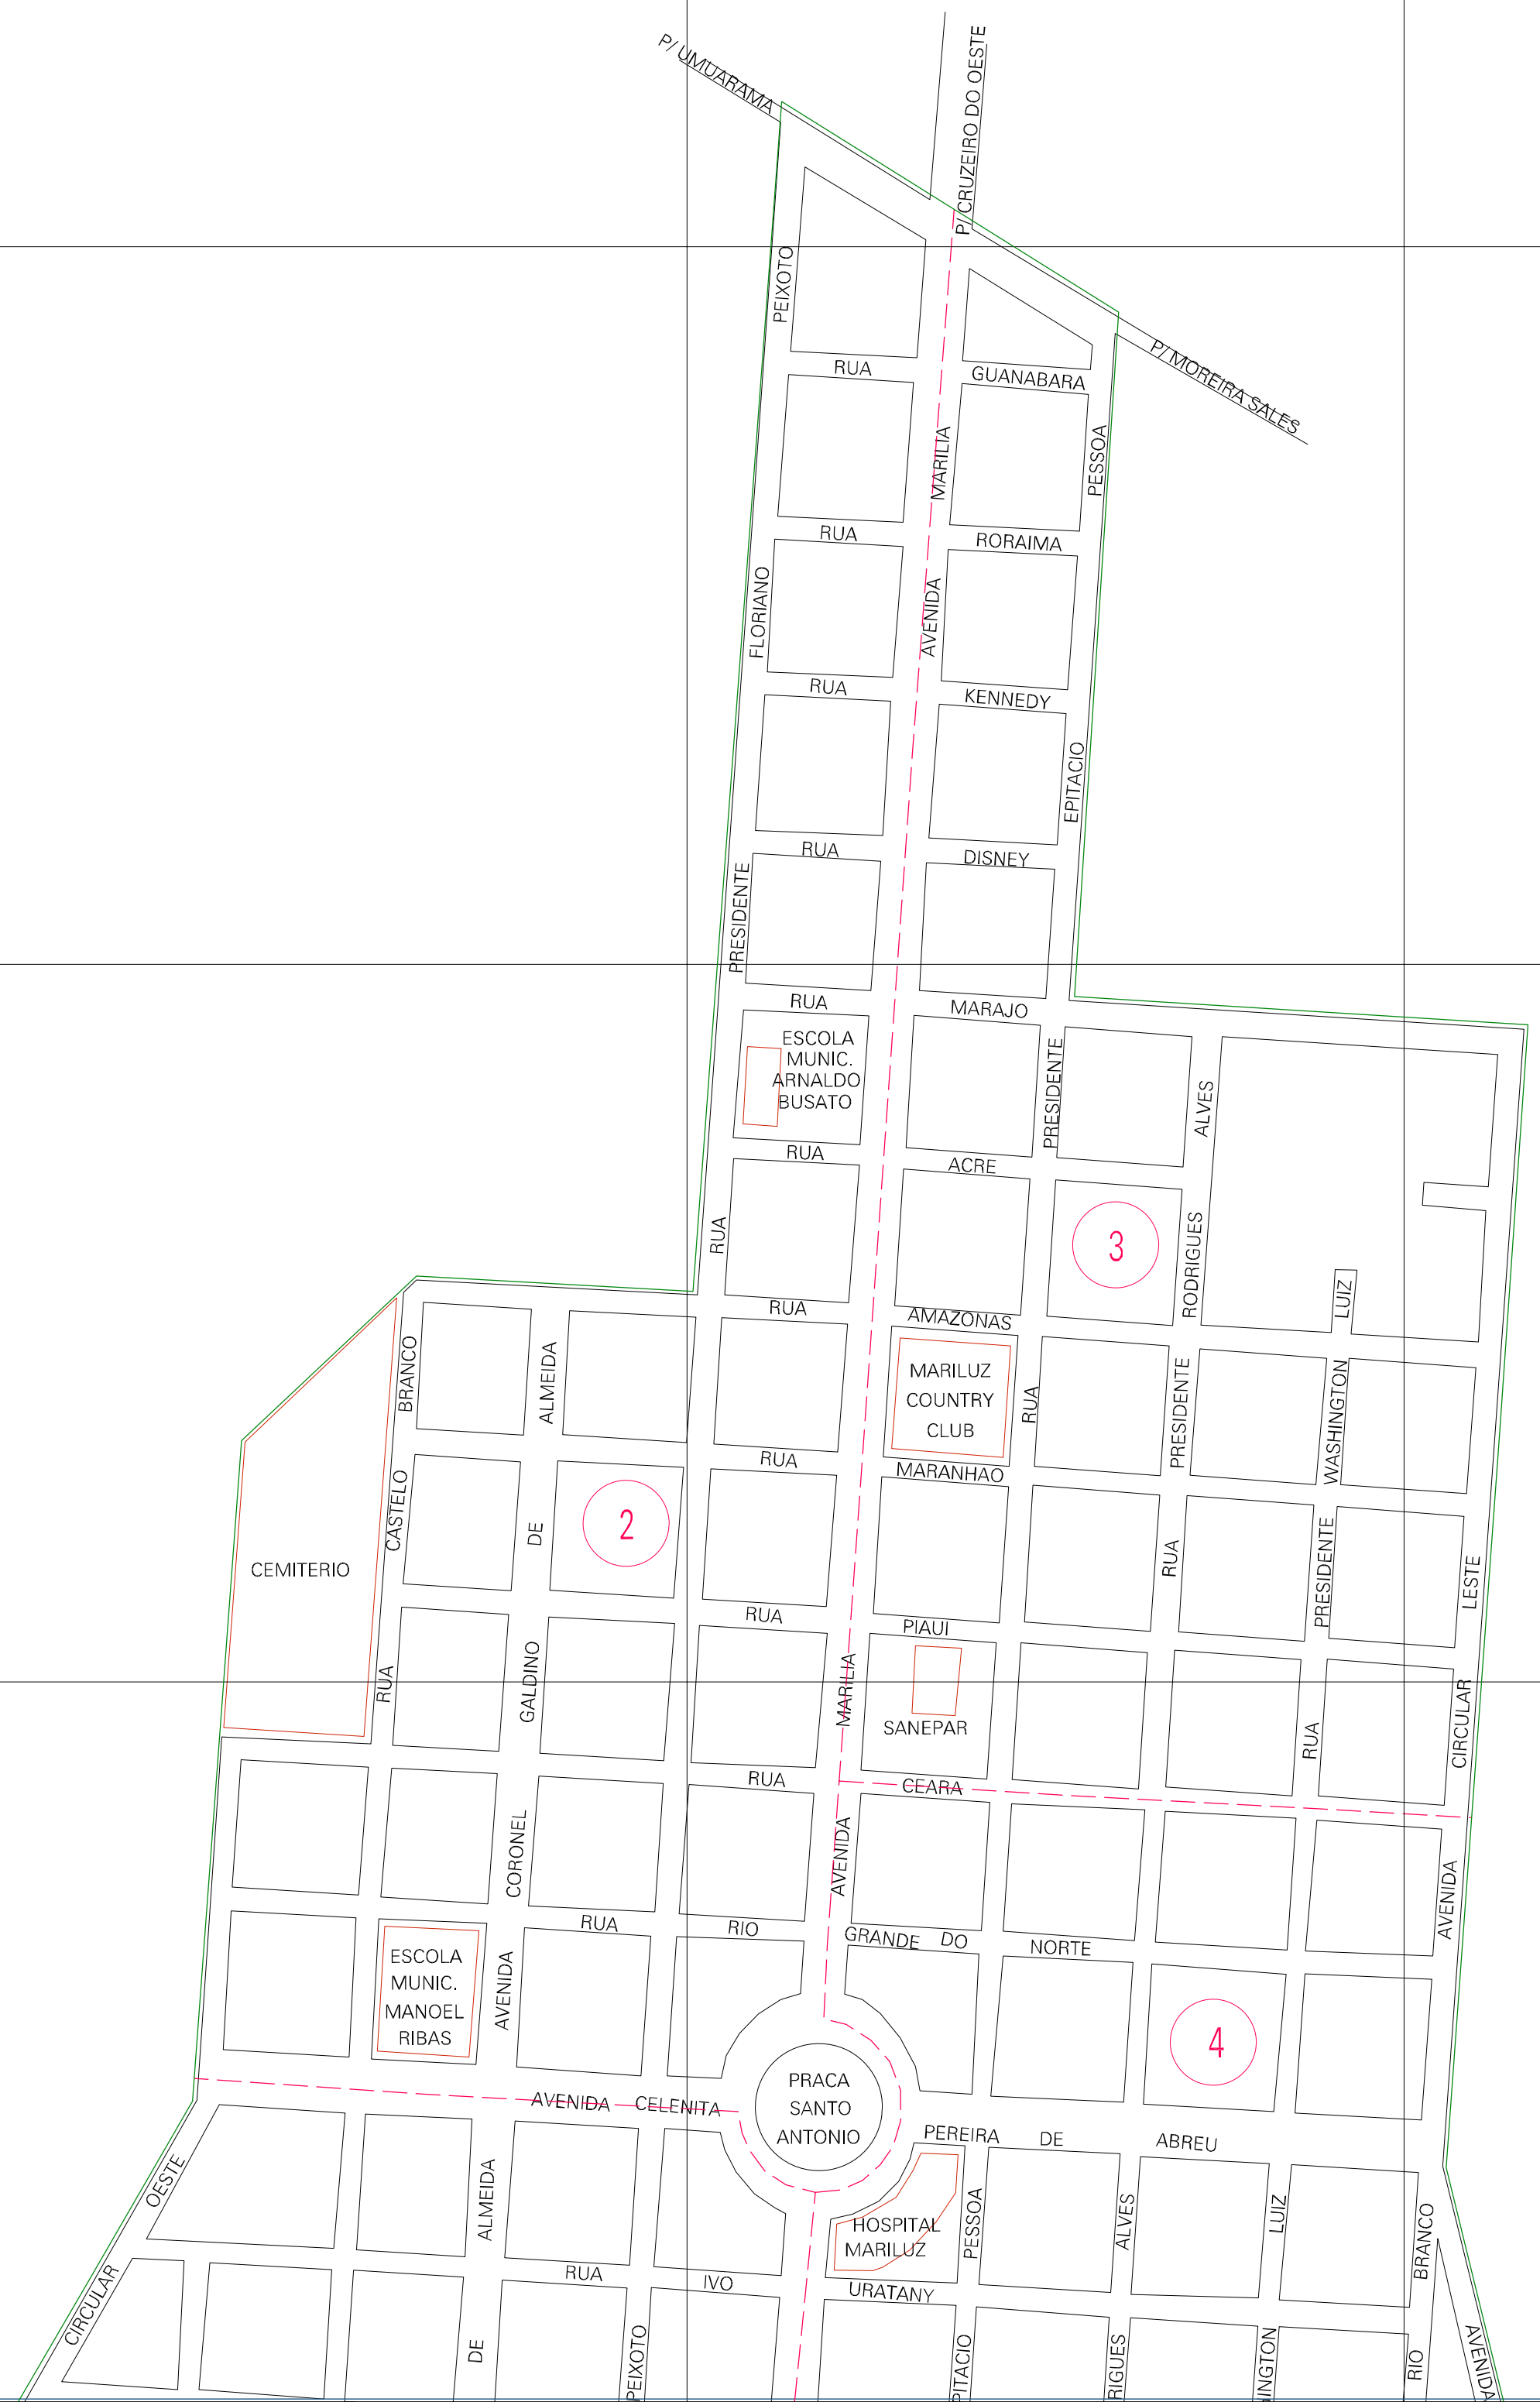 P/ UMUARAMA
P/ CRUZEIRO DO OESTE
P/ MOREIRA SALES
PEIXOTO
RUA GUANABARA
MARILIA
PESSOA
RUA RORAIMA
FLORIANO
AVENIDA
RUA KENNEDY
EPITACIO
RUA DISNEY
PRESIDENTE
RUA MARAJO
ESCOLA
MUNIC.
ARNALDO
BUSATO
PRESIDENTE
ALVES
RUA ACRE
RUA
3
RODRIGUES
LUIZ
RUA AMAZONAS
BRANCO
ALMEIDA
MARILUZ
COUNTRY
CLUB
RUA
PRESIDENTE
WASHINGTON
RUA MARANHAO
CASTELO
DE
2
CEMITERIO
RUA
PRESIDENTE
LESTE
RUA PIAUI
RUA
GALDINO
MARILIA
SANEPAR
RUA
CIRCULAR
RUA CEARA
CORONEL
AVENIDA
AVENIDA
RUA RIO GRANDE DO NORTE
ESCOLA
MUNIC.
MANOEL
RIBAS
AVENIDA
4
PRACA
SANTO
ANTONIO
AVENIDA CELENITA PEREIRA DE ABREU
OESTE
ALMEIDA
HOSPITAL
MARILUZ
PESSOA
ALVES
LUIZ
BRANCO
RUA IVO URATANY
CIRCULAR
DE
PEIXOTO
PITACIO
RIGUES
INGTON
RIO
AVENIDA